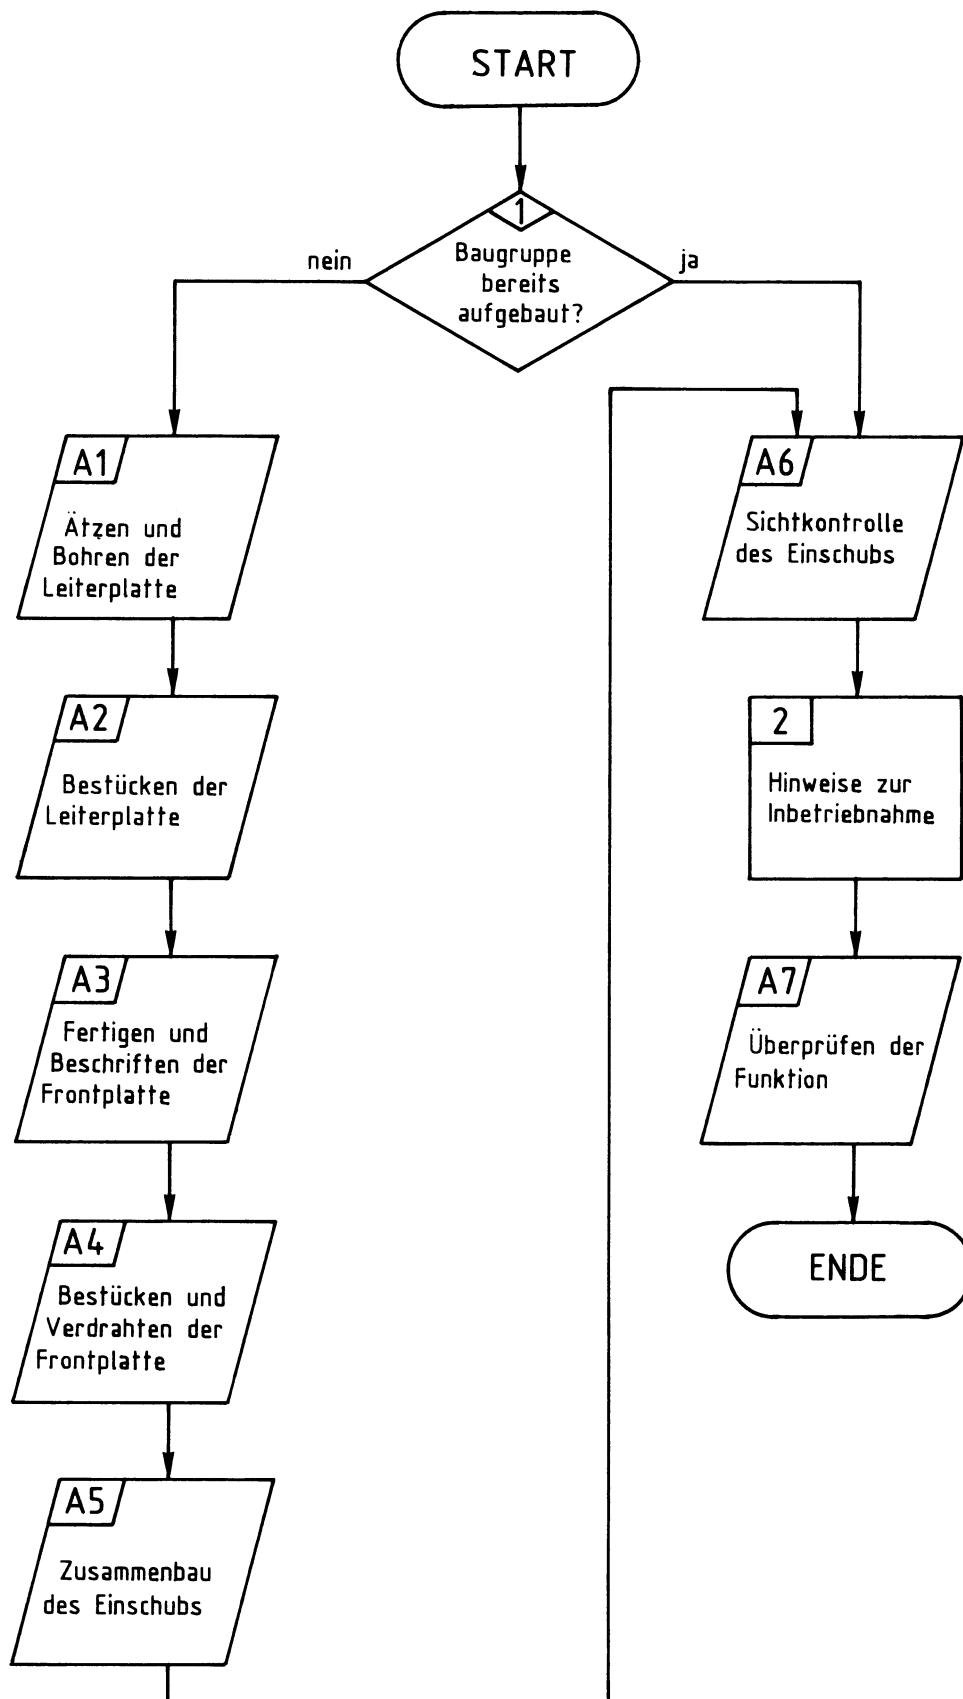 START
1
Baugruppe
bereits
aufgebaut?
nein
ja
A1
Ätzen und
Bohren der
Leiterplatte
A2
Bestücken der
Leiterplatte
A3
Fertigen und
Beschriften der
Frontplatte
A4
Bestücken und
Verdrahten der
Frontplatte
A5
Zusammenbau
des Einschubs
A6
Sichtkontrolle
des Einschubs
2
Hinweise zur
Inbetriebnahme
A7
Überprüfen der
Funktion
ENDE